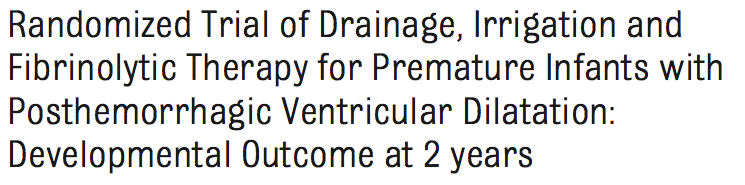 Randomized Trial of Drainage, Irrigation and
Fibrinolytic Therapy for Premature Infants with
Posthemorrhagic Ventricular Dilatation:
Developmental Outcome at 2 years